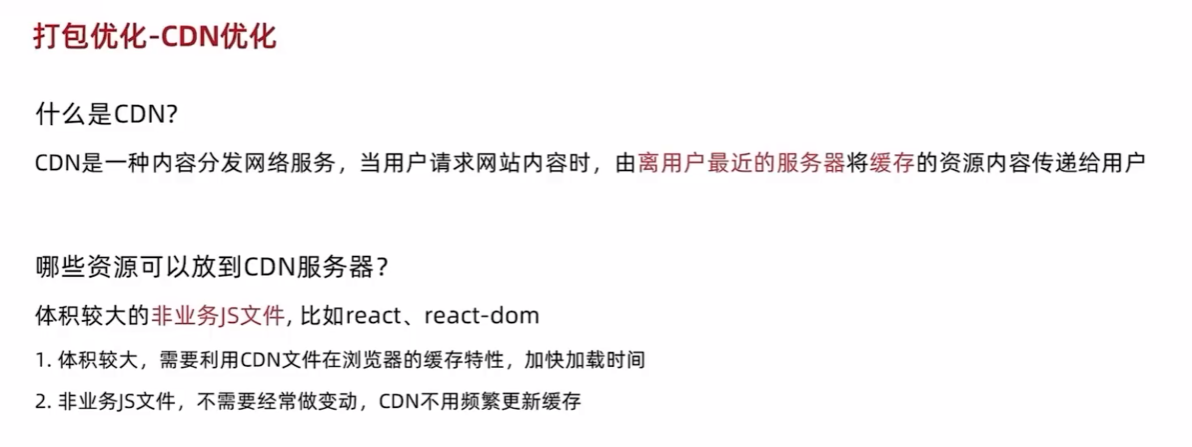 打包优化-CDN优化
什么是CDN?
CDN是一种内容分发网络服务，当用户请求网站内容时，由离用户最近的服务器将缓存的资源内容传递给用户
哪些资源可以放到CDN服务器？
体积较大的非业务JS文件, 比如react、react-dom
1. 体积较大，需要利用CDN文件在浏览器的缓存特性，加快加载时间
2. 非业务JS文件，不需要经常做变动，CDN不用频繁更新缓存